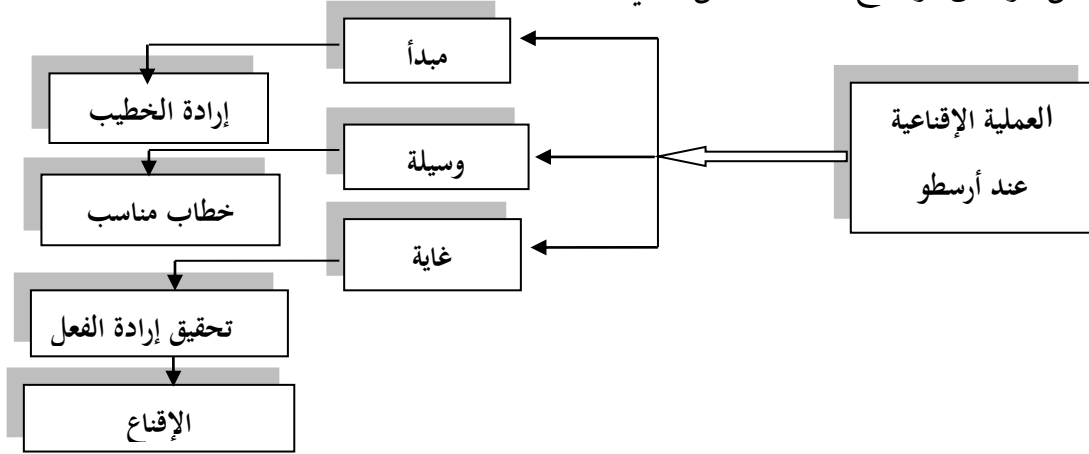 العملية الإقناعية
عند أرسطو
مبدأ
إرادة الخطيب
وسيلة
خطاب مناسب
غاية
تحقيق إرادة الفعل
الإقناع